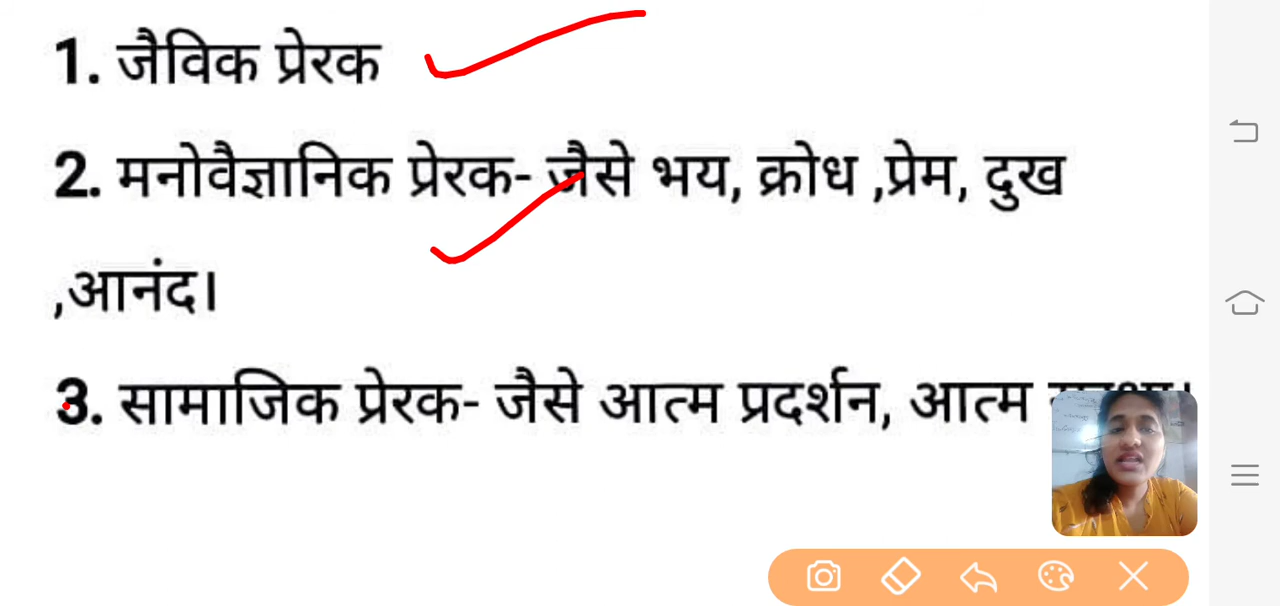 1. जैविक प्रेरक
2. मनोवैज्ञानिक प्रेरक- जैसे भय, क्रोध ,प्रेम, दुख
,आनंद।
3. सामाजिक प्रेरक- जैसे आत्म प्रदर्शन, आत्म